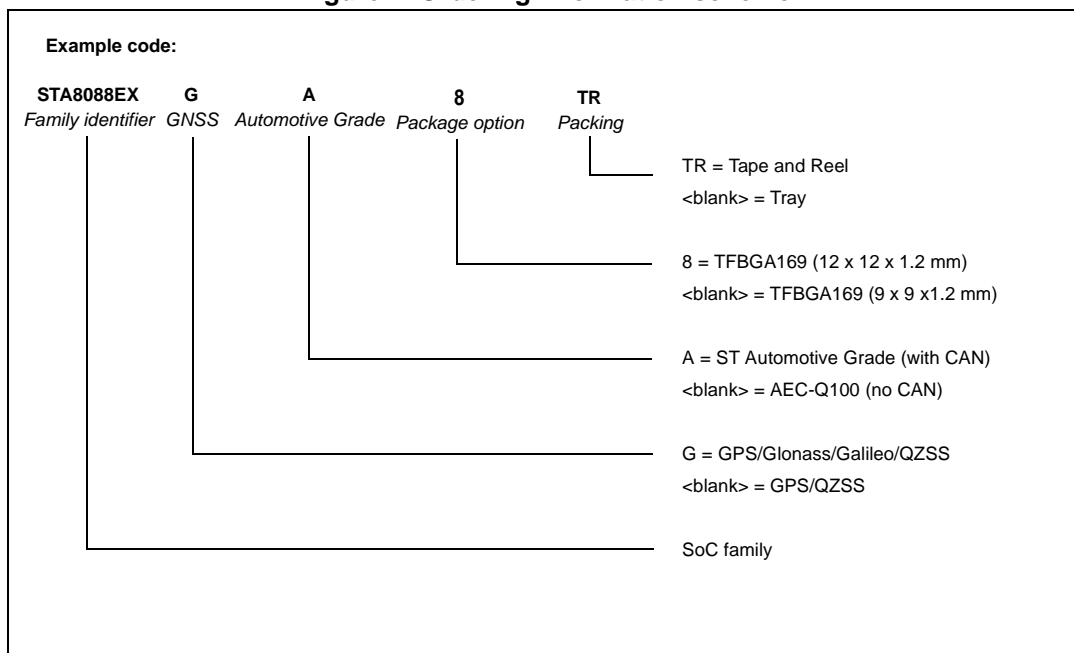 Example code:
STA8088EX G A 8 TR
Family identifier GNSS Automotive Grade Package option Packing
TR = Tape and Reel
<blank> = Tray
8 = TFBGA169 (12 x 12 x 1.2 mm)
<blank> = TFBGA169 (9 x 9 x1.2 mm)
A = ST Automotive Grade (with CAN)
<blank> = AEC-Q100 (no CAN)
G = GPS/Glonass/Galileo/QZSS
<blank> = GPS/QZSS
SoC family